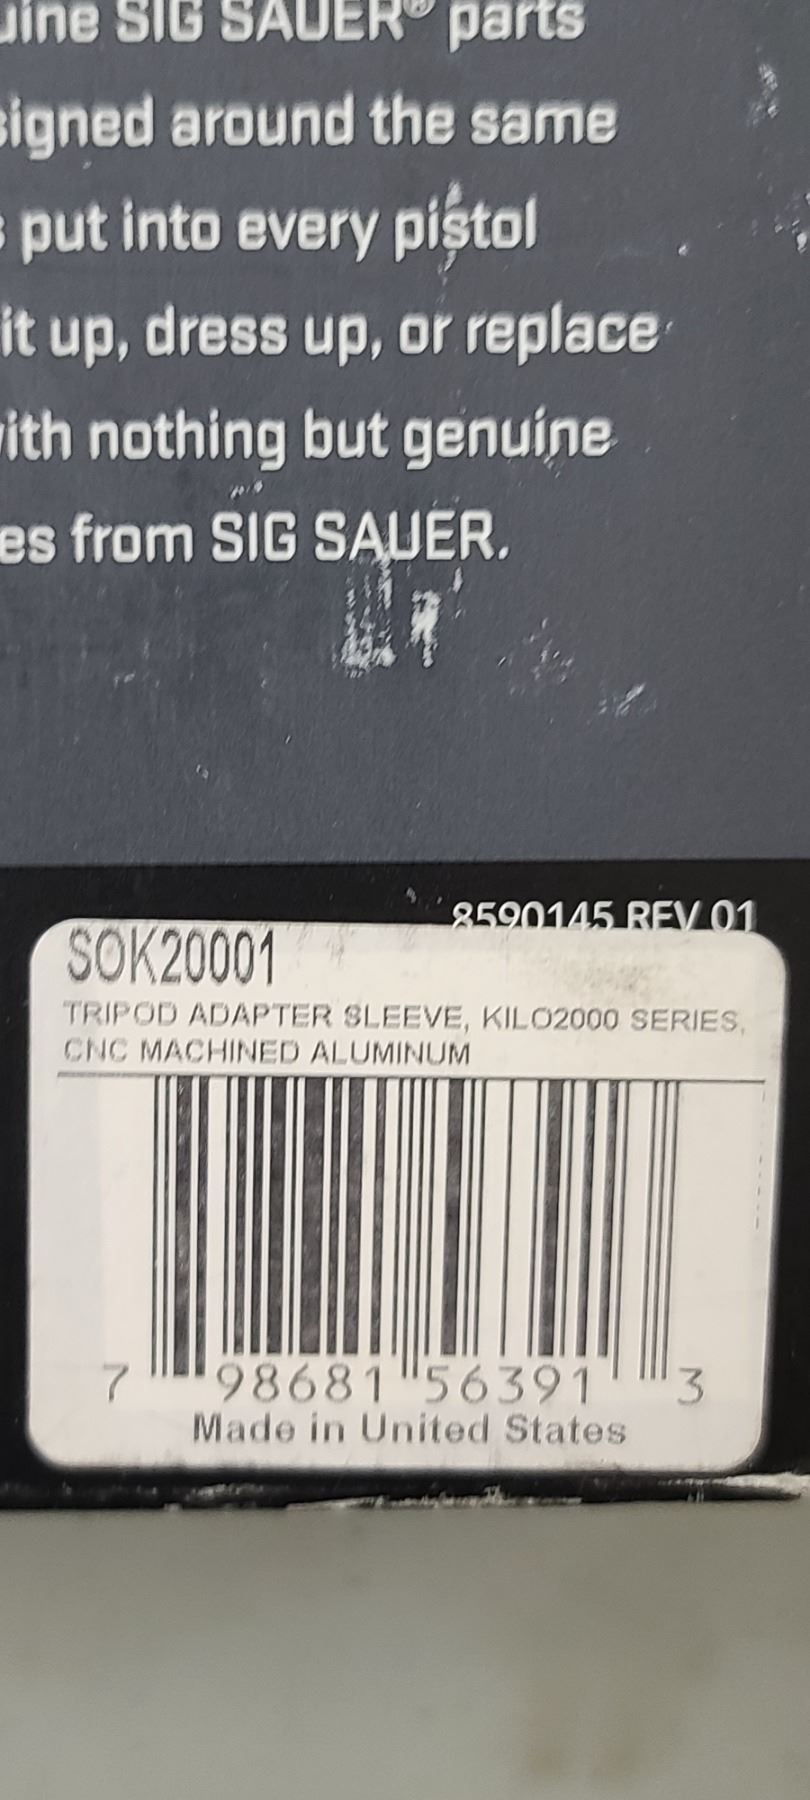 uine SIG SAUER® parts
signed around the same
s put into every pistol
it up, dress up, or replace
ith nothing but genuine
es from SIG SAUER.
8590145 REV 01
SOK20001
TRIPOD ADAPTER SLEEVE, KILO2000 SERIES,
CNC MACHINED ALUMINUM
7 98681 56391 3
Made in United States